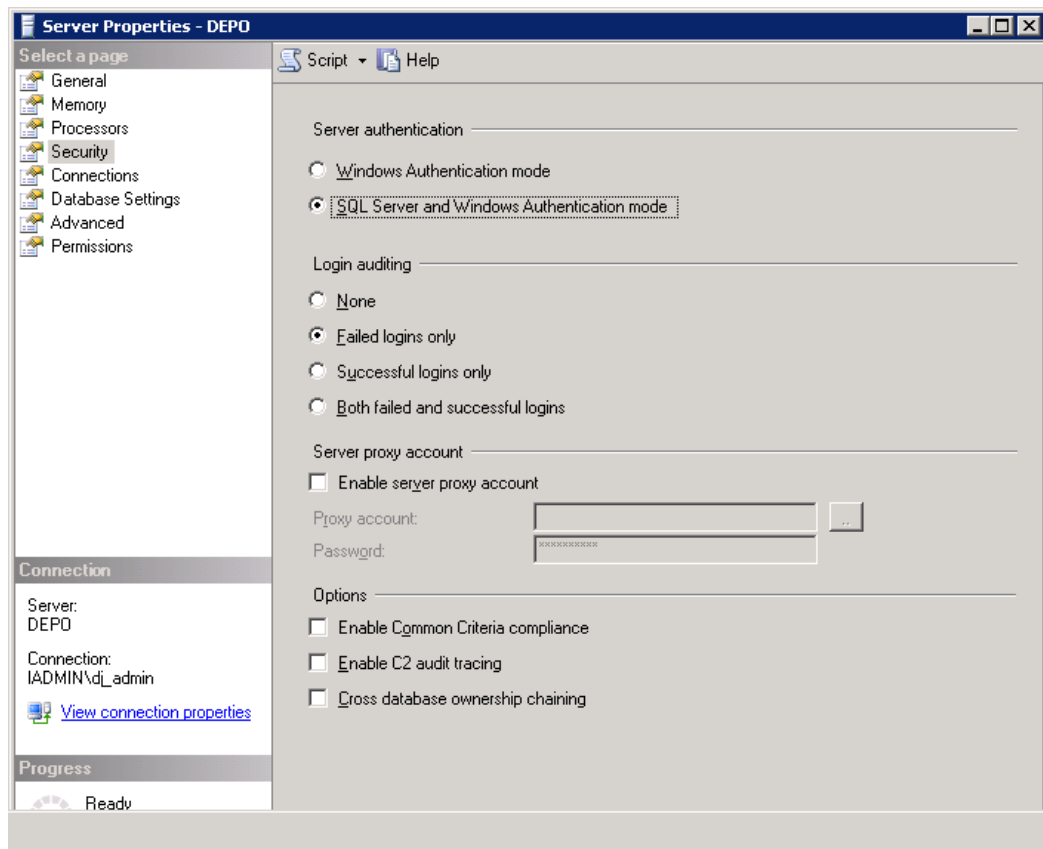 Server Properties - DEPO
Select a page
General
Memory
Processors
Security
Connections
Database Settings
Advanced
Permissions
Script
Help
Server authentication
Windows Authentication mode
SQL Server and Windows Authentication mode
Login auditing
None
Failed logins only
Successful logins only
Both failed and successful logins
Server proxy account
Enable server proxy account
Proxy account:
..
Password:
**********
Options
Enable Common Criteria compliance
Enable C2 audit tracing
Cross database ownership chaining
Connection
Server:
DEPO
Connection:
IADMIN\dj_admin
View connection properties
Progress
Ready